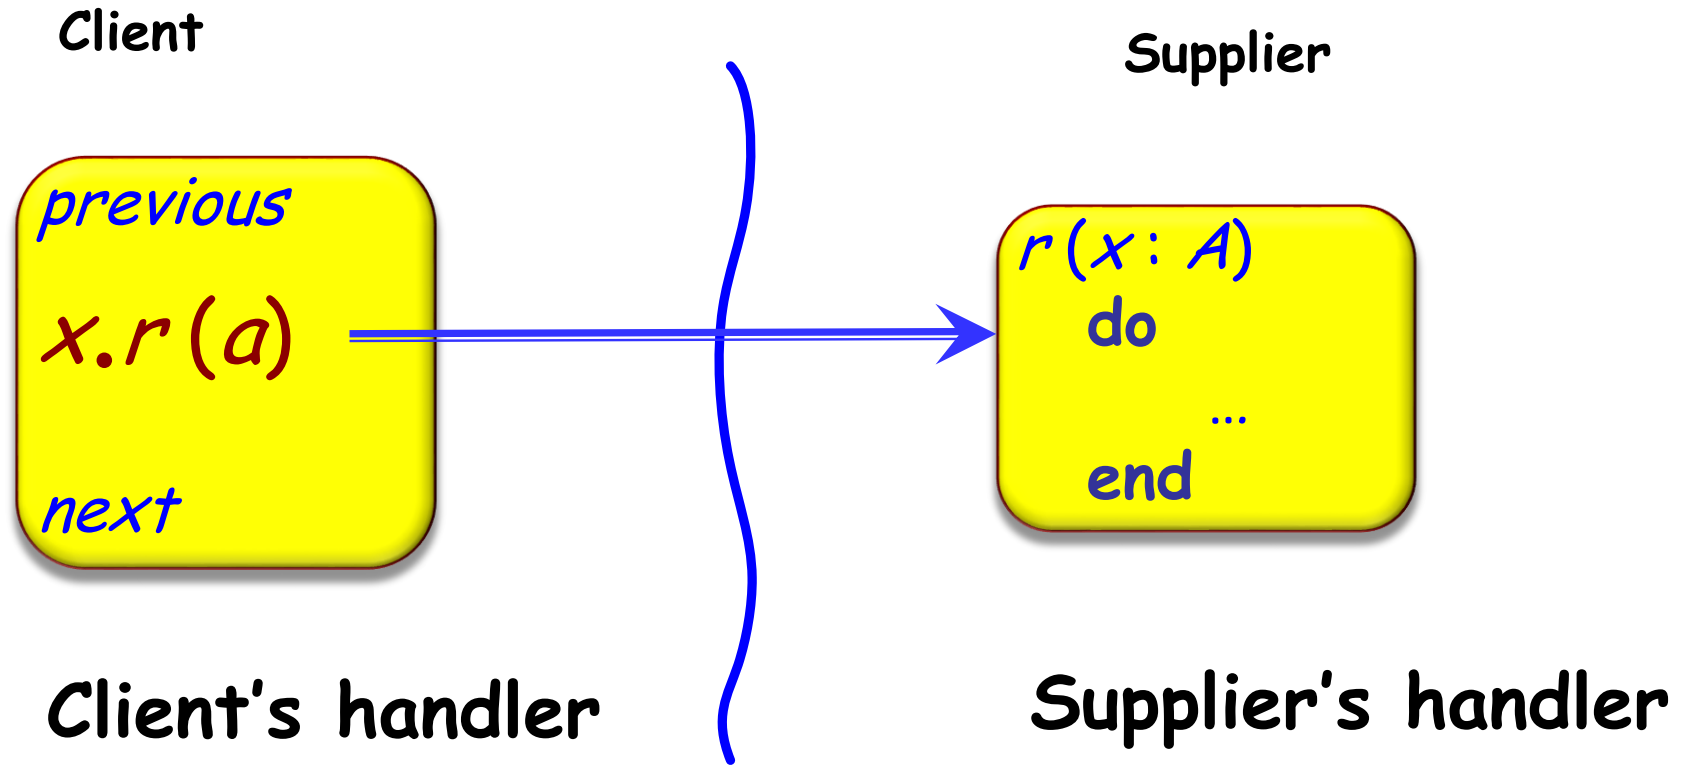 Client
previous
x.r (a)
next
Client's handler
Supplier
r (x : A)
do
...
end
Supplier's handler